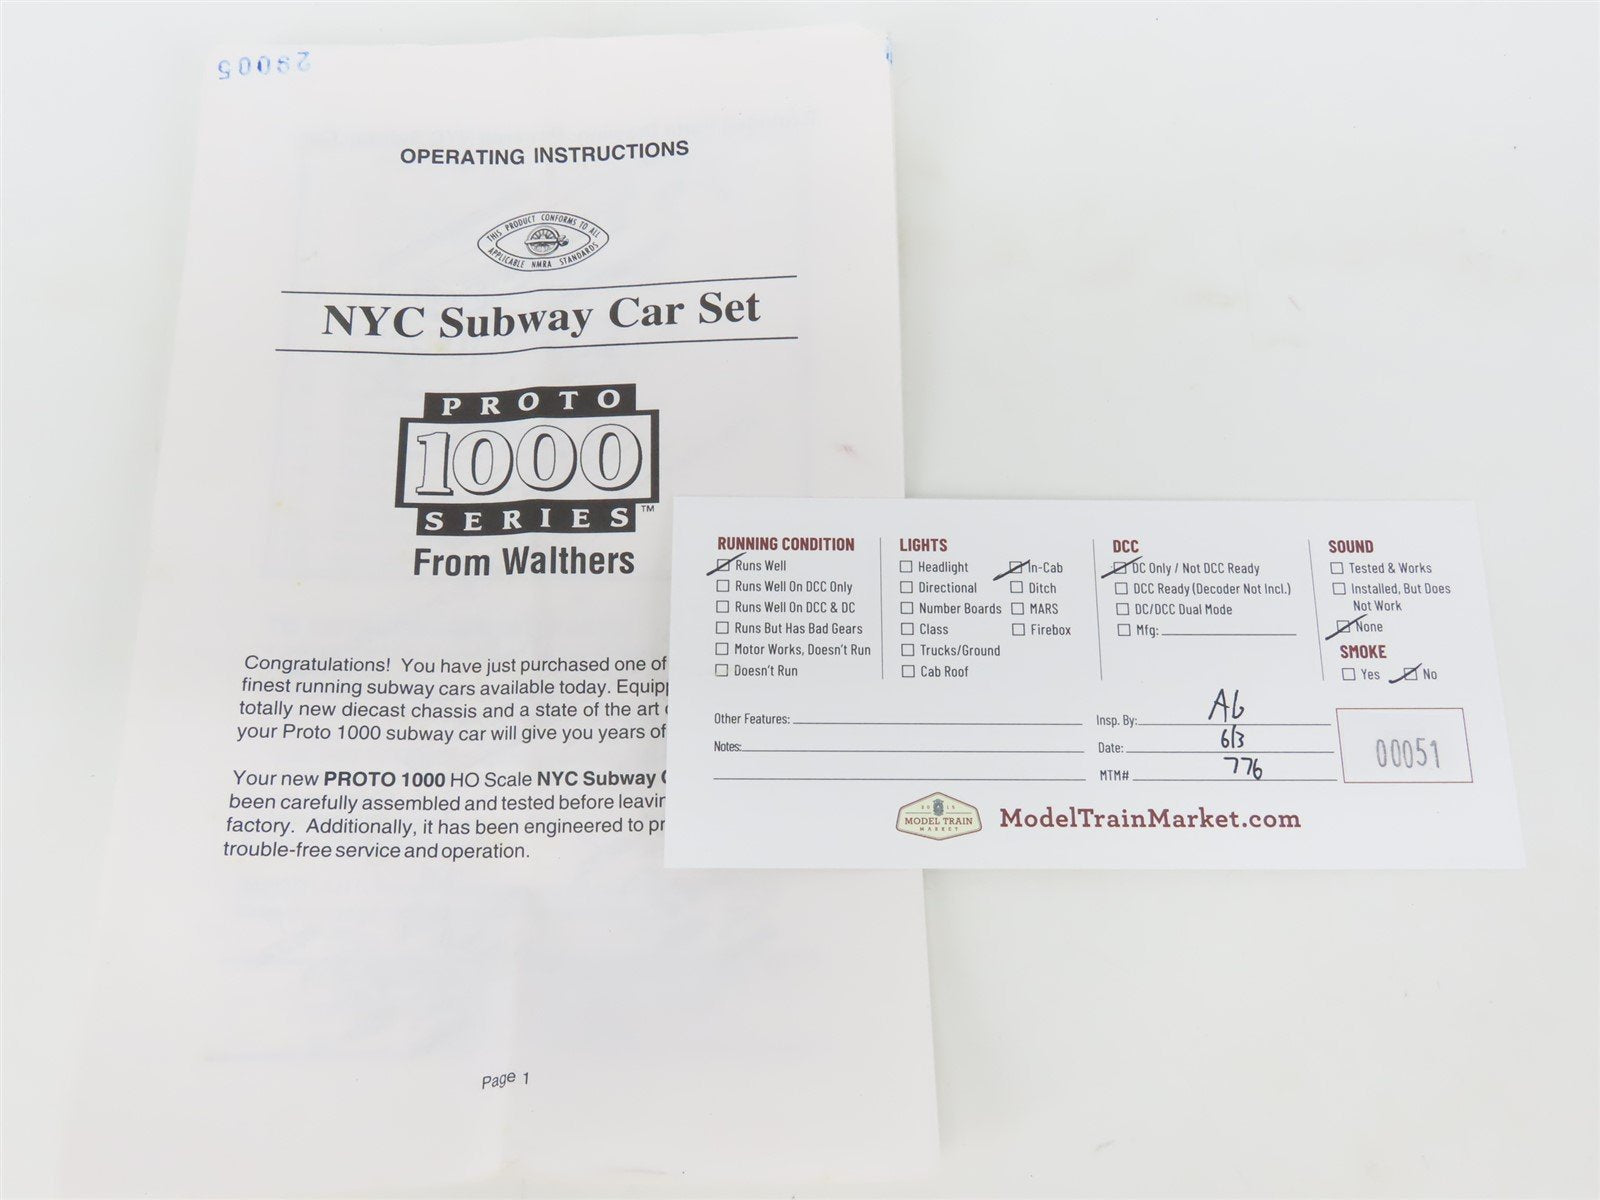 29005
OPERATING INSTRUCTIONS
THIS PRODUCT CONFORMS TO ALL
APPLICABLE NMRA STANDARDS
NYC Subway Car Set
PROTO
1000
SERIES™
From Walthers
Congratulations! You have just purchased one of
finest running subway cars available today. Equip
totally new diecast chassis and a state of the art
your Proto 1000 subway car will give you years of
Your new PROTO 1000 HO Scale NYC Subway
been carefully assembled and tested before leavin
factory. Additionally, it has been engineered to pr
trouble-free service and operation.
Page 1
RUNNING CONDITION
Runs Well
Runs Well On DCC Only
Runs Well On DCC & DC
Runs But Has Bad Gears
Motor Works, Doesn't Run
Doesn't Run
LIGHTS
Headlight
Directional
Number Boards
Class
Trucks/Ground
Cab Roof
In-Cab
Ditch
MARS
Firebox
DCC
DC Only / Not DCC Ready
DCC Ready (Decoder Not Incl.)
DC/DCC Dual Mode
Mfg:
SOUND
Tested & Works
Installed, But Does
Not Work
None
SMOKE
Yes No
Other Features:
Notes:
Insp. By: AG
Date: 6/3
MTM# 776
00051
2015
MODEL TRAIN
MARKET
ModelTrainMarket.com